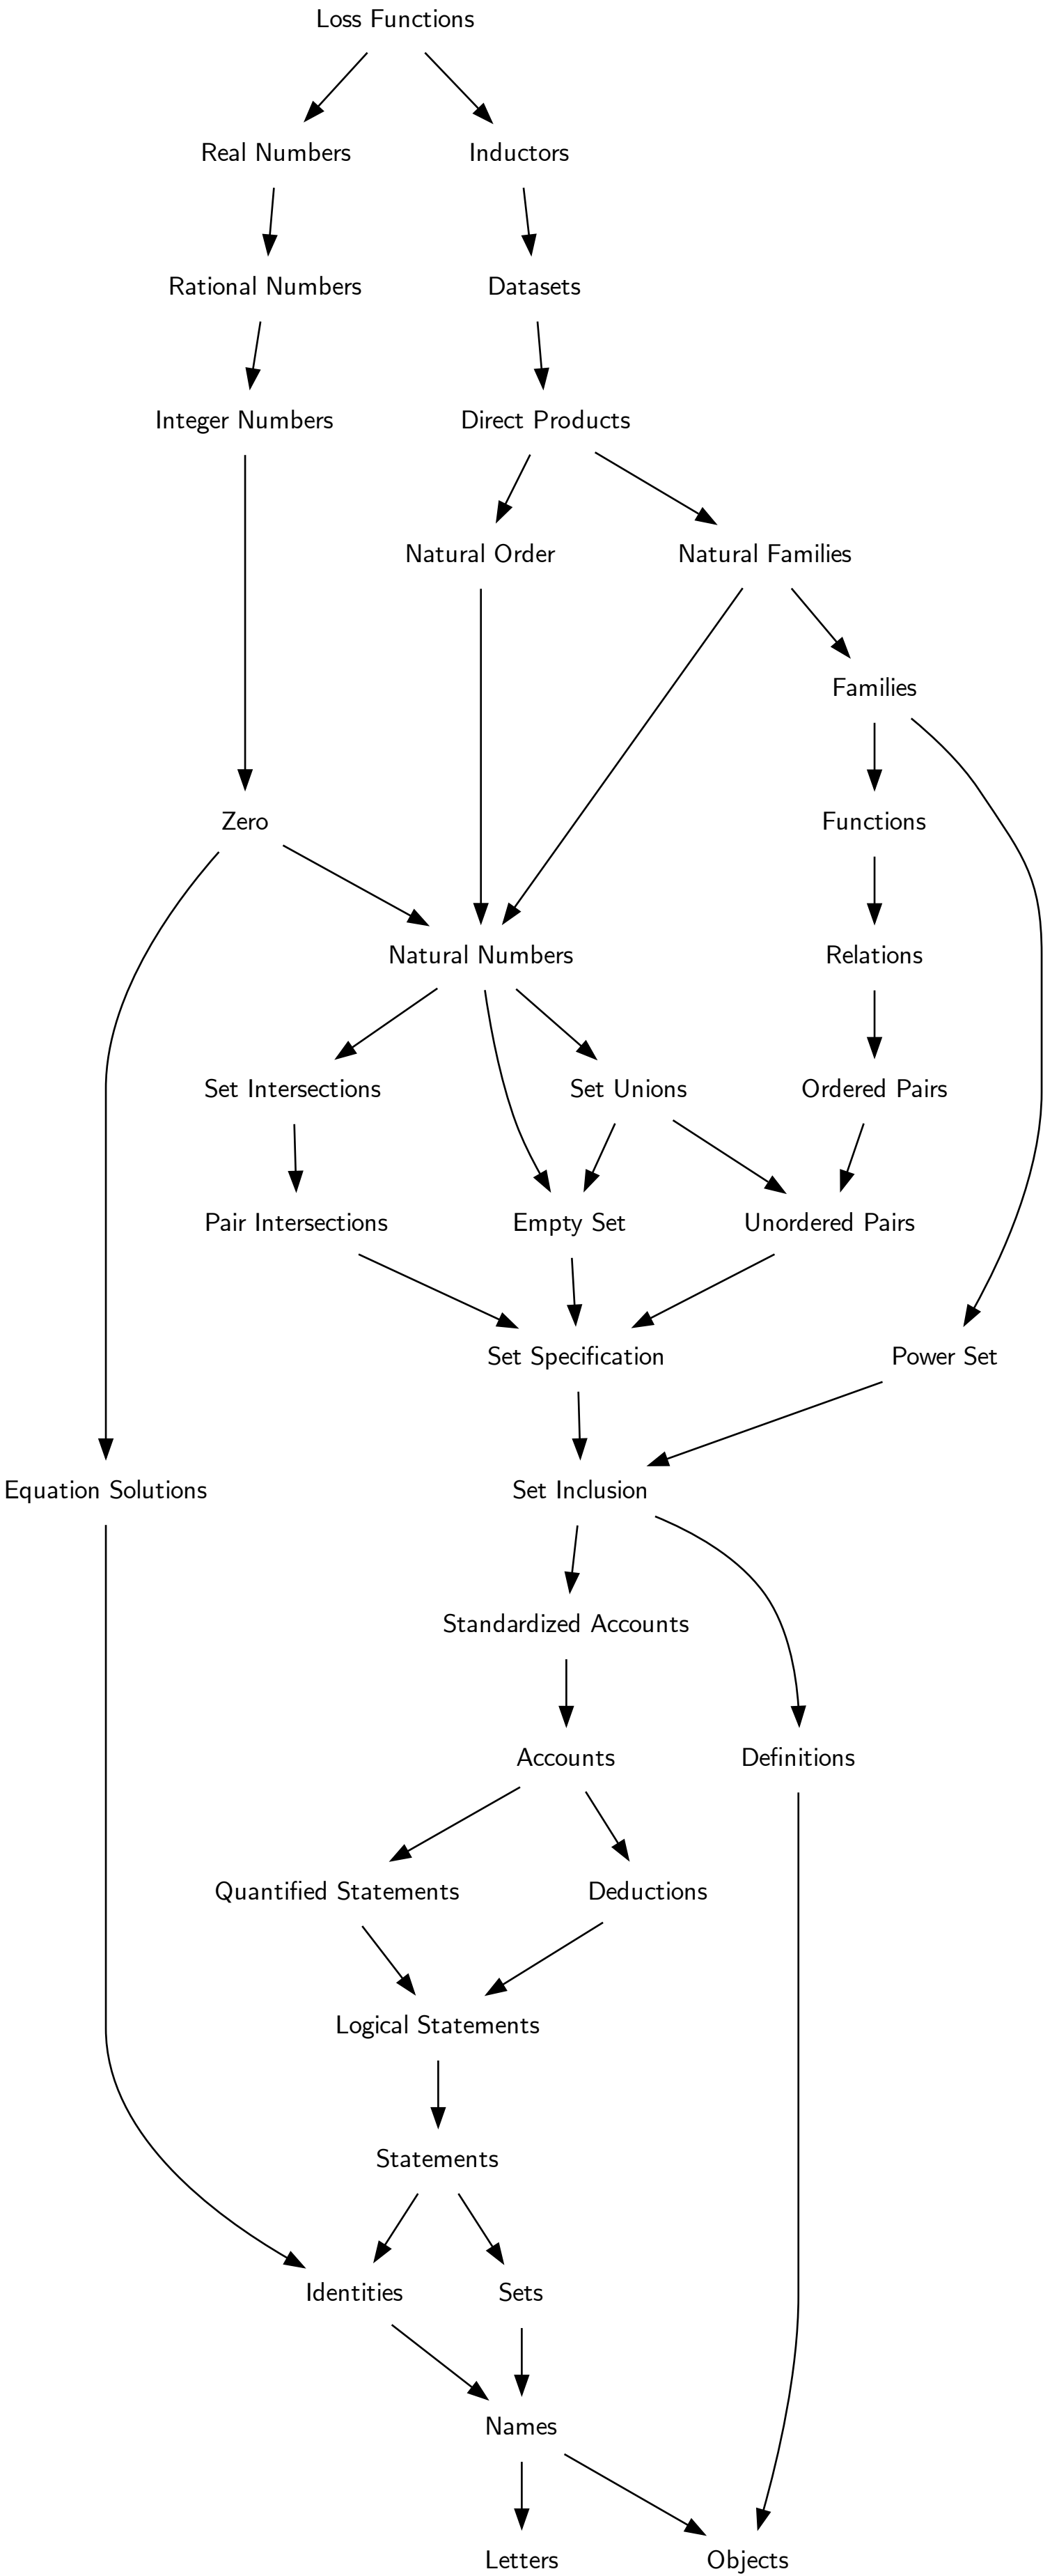 Loss Functions
Real Numbers
Inductors
Rational Numbers
Datasets
Integer Numbers
Direct Products
Natural Order
Natural Families
Families
Zero
Functions
Natural Numbers
Relations
Set Intersections
Set Unions
Ordered Pairs
Pair Intersections
Empty Set
Unordered Pairs
Set Specification
Power Set
Equation Solutions
Set Inclusion
Standardized Accounts
Accounts
Definitions
Quantified Statements
Deductions
Logical Statements
Statements
Identities
Sets
Names
Letters
Objects